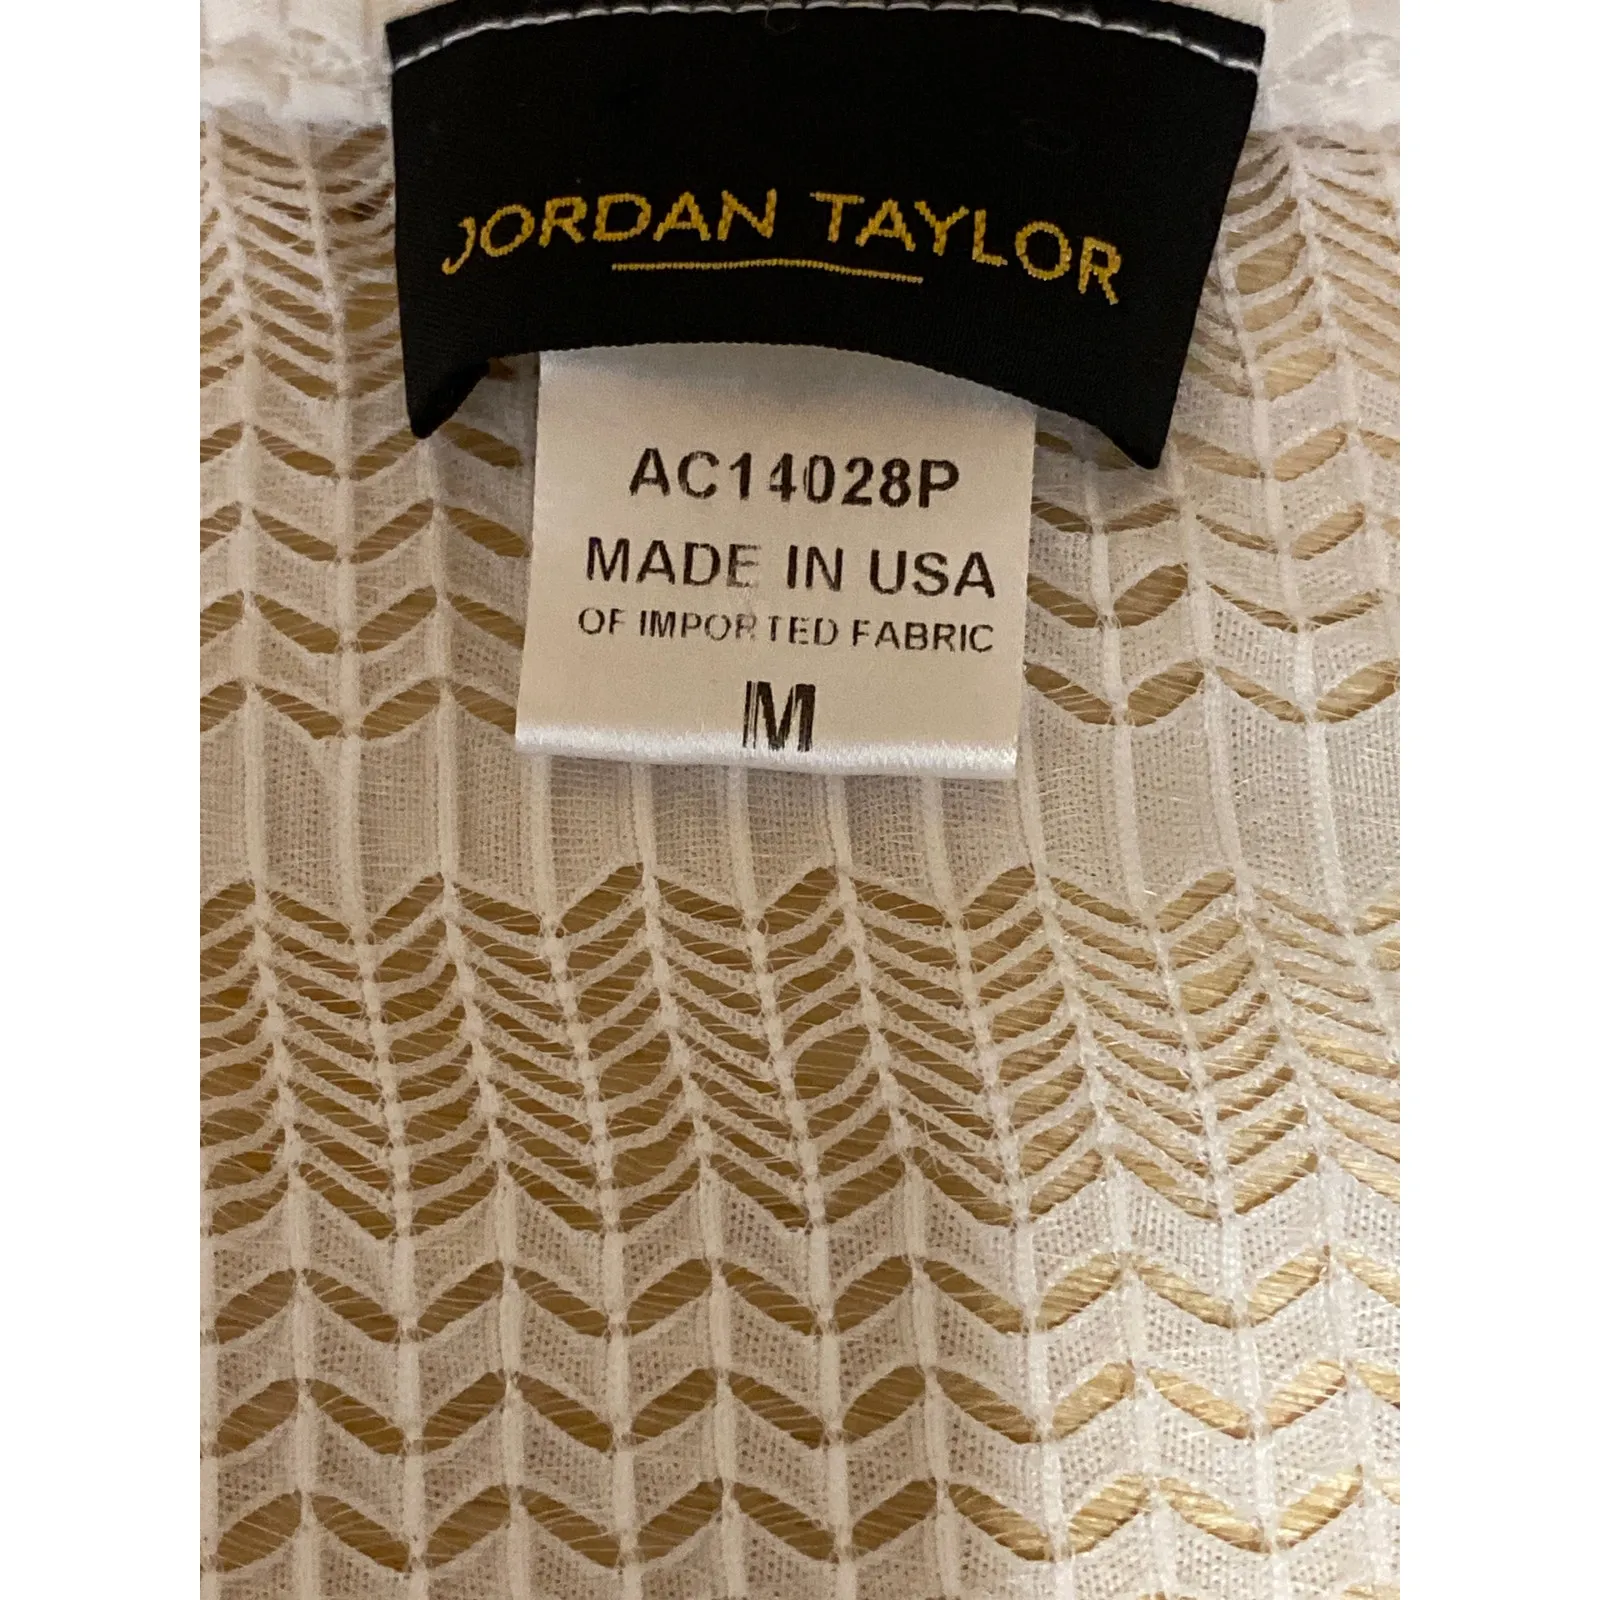 JORDAN TAYLOR
AC14028P
MADE IN USA
OF IMPORTED FABRIC
M